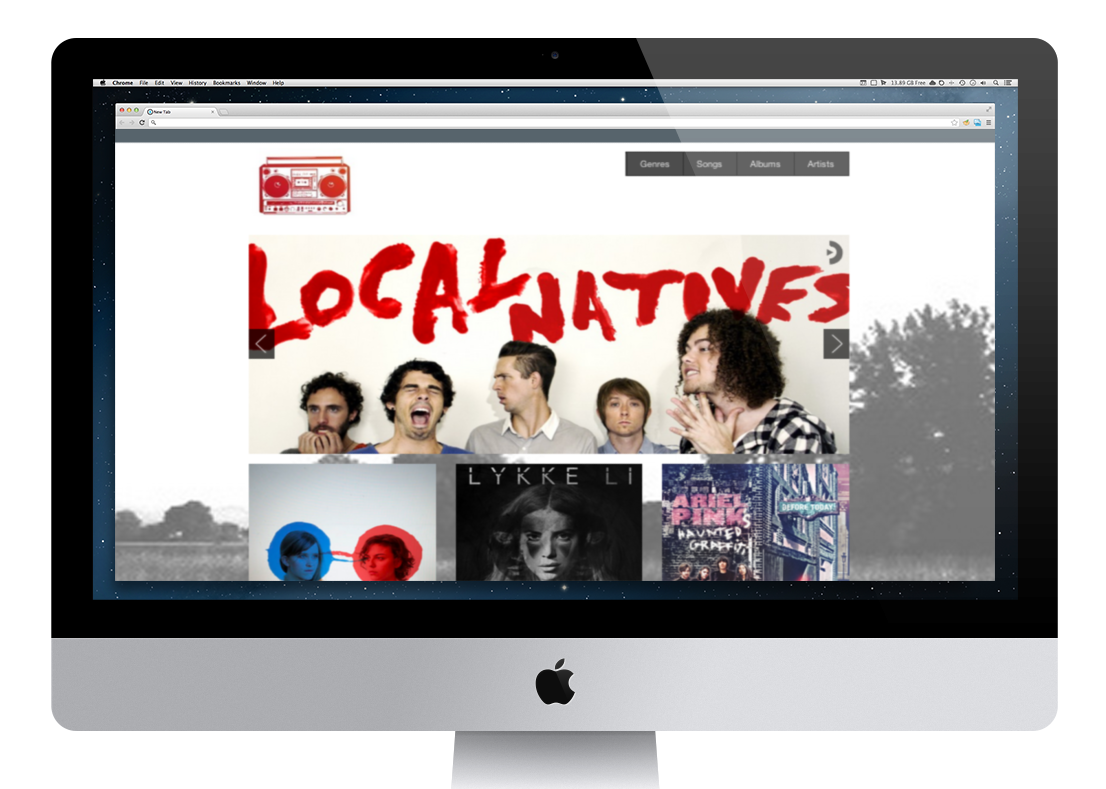 Chrome File Edit View History Bookmarks Window Help
13.89 GB Free
New Tab
Genres Songs Albums Artists
LOCAL NATIVES
LYKKE LI
ARIEL
PINK'S
HAUNTED
GRAFFITI
BEFORE TODAY